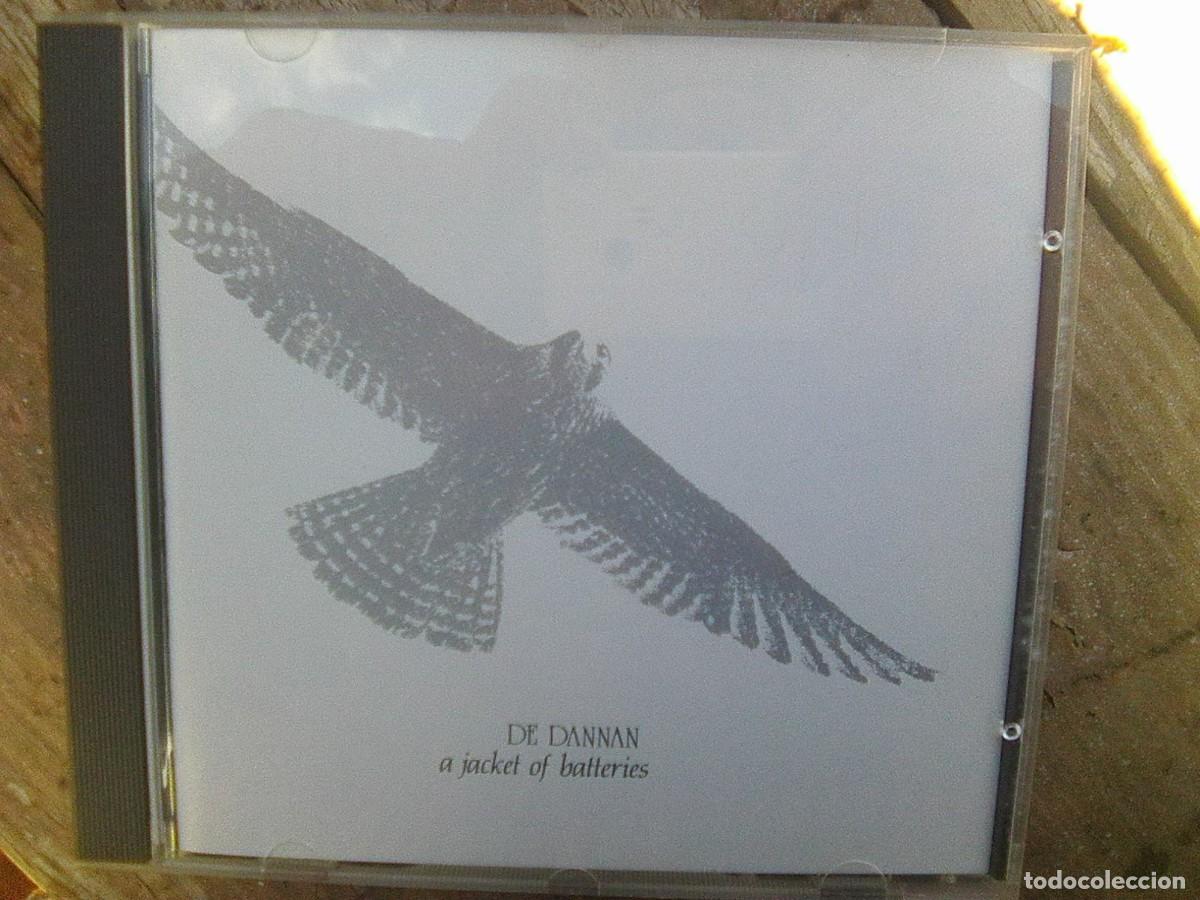 DE DANNAN
a jacket of batteries
todocoleccion